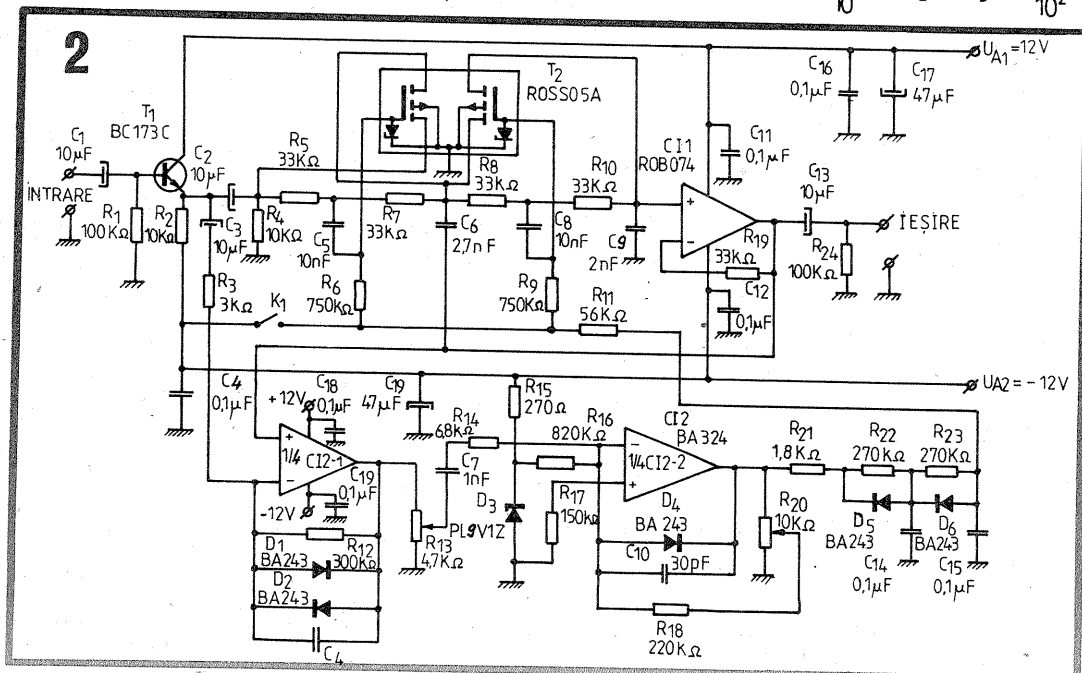 10
10²
2
UA1=12V
C16
0,1µF
C17
47µF
T2
ROSS05A
T1
BC173C
C1
10µF
C2
10µF
ÎNTRARE
R1
100KΩ
R2
10KΩ
C3
10µF
R3
3KΩ
R4
10KΩ
R5
33KΩ
C5
10nF
R6
750KΩ
R7
33KΩ
C6
2,7nF
R8
33KΩ
C8
10nF
R9
750KΩ
R10
33KΩ
C9
2nF
CI1
ROB074
+
−
C11
0,1µF
R19
33KΩ
C12
0,1µF
C13
10µF
R24
100KΩ
İEŞİRE
K1
R11
56KΩ
UA2=-12V
C4
0,1µF
+12V
C18
0,1µF
C19
47µF
+
−
1/4
CI2-1
C19
0,1µF
-12V
R12
300KΩ
D1
BA243
D2
BA243
C4
R13
4,7KΩ
R14
6,8KΩ
C7
1nF
R15
270Ω
D3
PL9V1Z
R16
820KΩ
R17
150KΩ
CI2
BA324
−
+
1/4CI2-2
D4
BA243
C10
30pF
R18
220KΩ
R20
10KΩ
R21
1,8KΩ
R22
270KΩ
R23
270KΩ
D5
BA243
D6
BA243
C14
0,1µF
C15
0,1µF